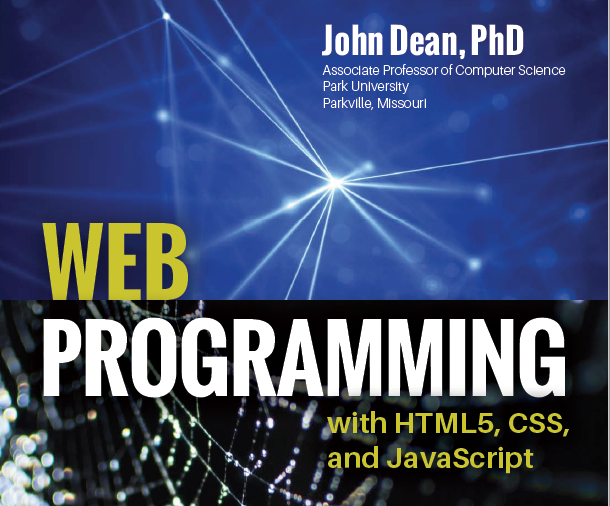 John Dean, PhD
Associate Professor of Computer Science
Park University
Parkville, Missouri
WEB
PROGRAMMING
with HTML5, CSS,
and JavaScript